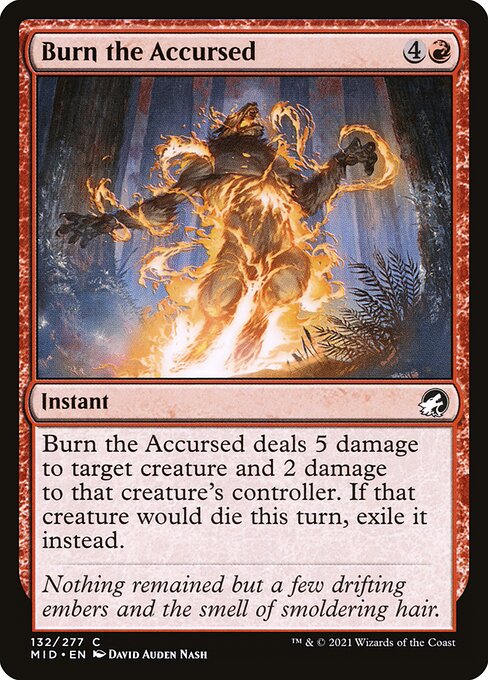 Burn the Accursed 4
Instant
Burn the Accursed deals 5 damage
to target creature and 2 damage
to that creature's controller. If that
creature would die this turn, exile it
instead.
Nothing remained but a few drifting
embers and the smell of smoldering hair.
132/277 C
MID • EN DAVID AUDEN NASH
™ & © 2021 Wizards of the Coast